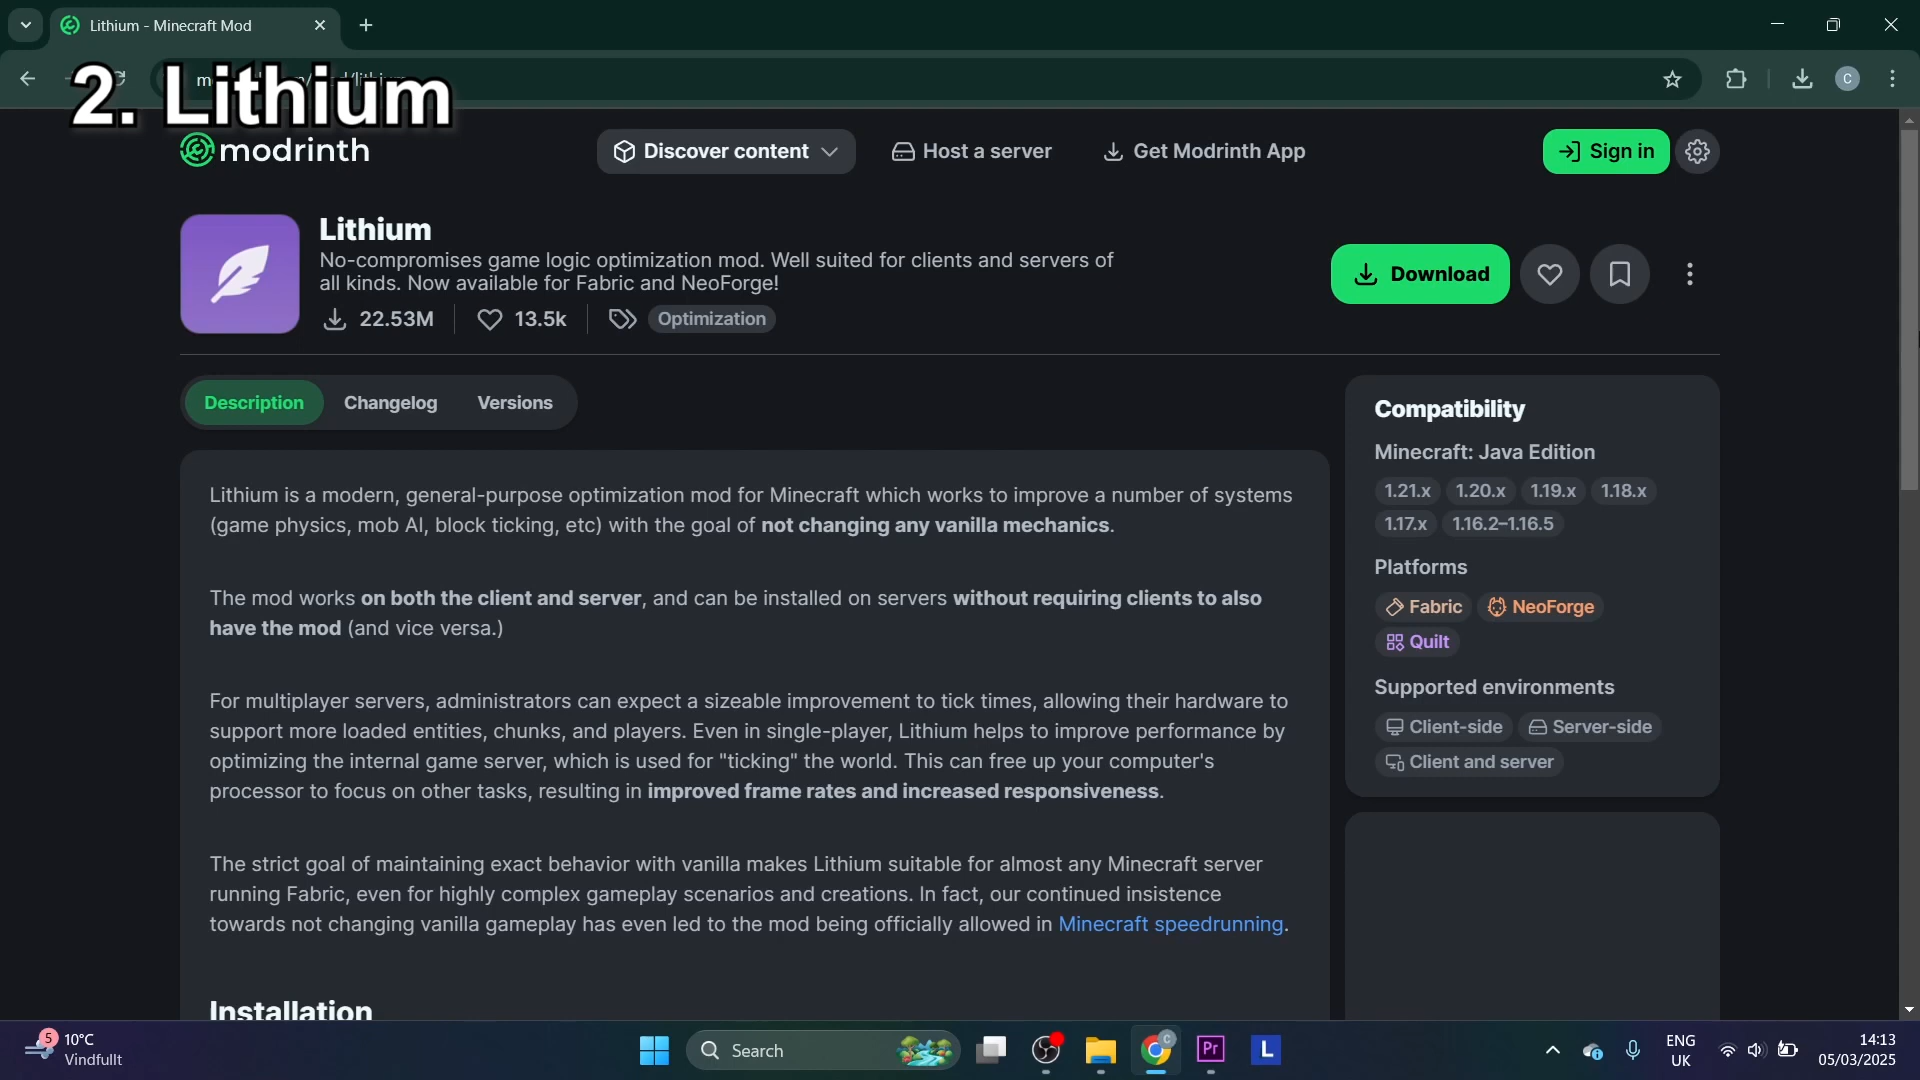 Lithium - Minecraft Mod
2. Lithium
modrinth
Discover content
Host a server
Get Modrinth App
Sign in
Lithium
No-compromises game logic optimization mod. Well suited for clients and servers of
all kinds. Now available for Fabric and NeoForge!
22.53M
13.5k
Optimization
Download
Description
Changelog
Versions
Lithium is a modern, general-purpose optimization mod for Minecraft which works to improve a number of systems
(game physics, mob AI, block ticking, etc) with the goal of not changing any vanilla mechanics.
The mod works on both the client and server, and can be installed on servers without requiring clients to also
have the mod (and vice versa.)
For multiplayer servers, administrators can expect a sizeable improvement to tick times, allowing their hardware to
support more loaded entities, chunks, and players. Even in single-player, Lithium helps to improve performance by
optimizing the internal game server, which is used for "ticking" the world. This can free up your computer's
processor to focus on other tasks, resulting in improved frame rates and increased responsiveness.
The strict goal of maintaining exact behavior with vanilla makes Lithium suitable for almost any Minecraft server
running Fabric, even for highly complex gameplay scenarios and creations. In fact, our continued insistence
towards not changing vanilla gameplay has even led to the mod being officially allowed in Minecraft speedrunning.
Installation
Compatibility
Minecraft: Java Edition
1.21.x 1.20.x 1.19.x 1.18.x
1.17.x 1.16.2–1.16.5
Platforms
Fabric NeoForge
Quilt
Supported environments
Client-side Server-side
Client and server
5
10°C
Vindfullt
Search
C
Pr
L
ENG
UK
14:13
05/03/2025
C